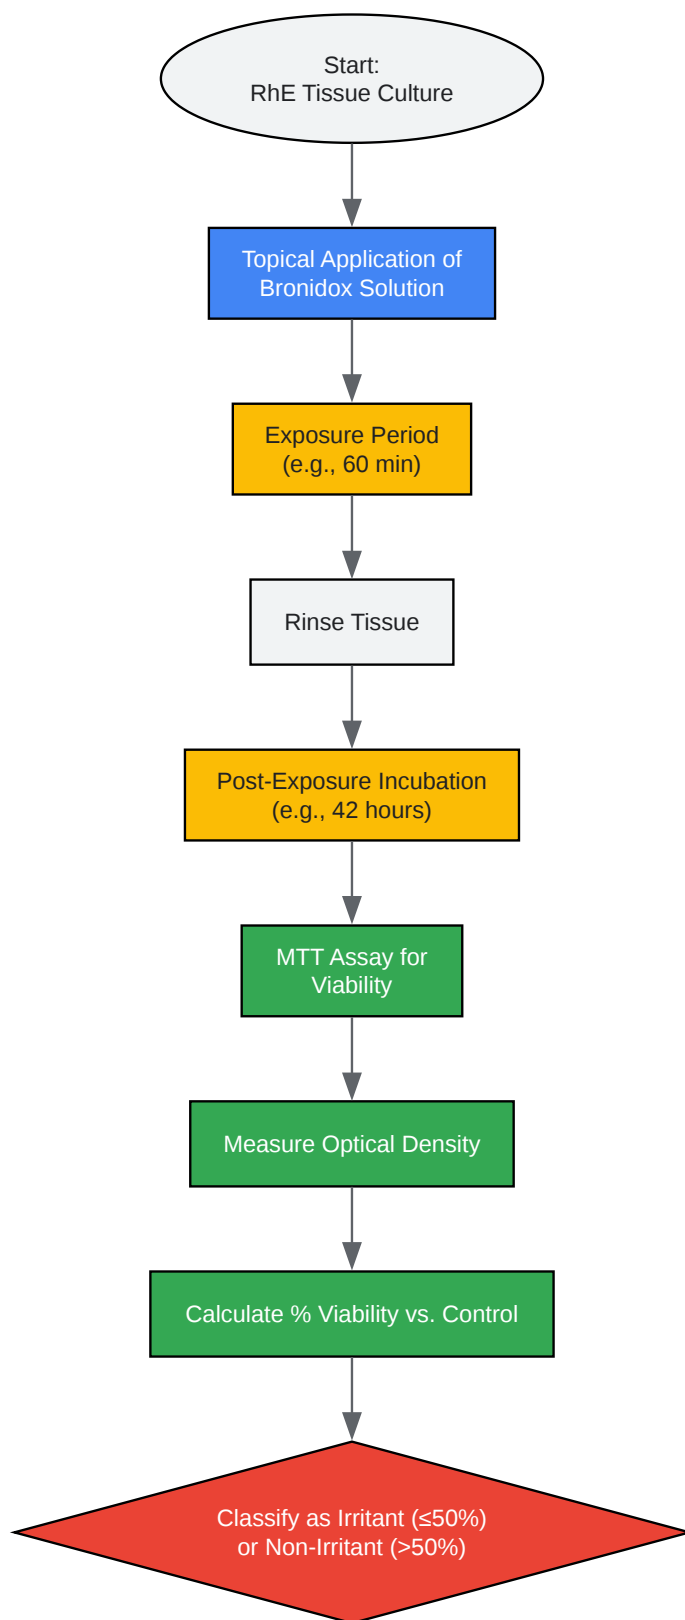 Start:
RhE Tissue Culture
Topical Application of
Bronidox Solution
Exposure Period
(e.g., 60 min)
Rinse Tissue
Post-Exposure Incubation
(e.g., 42 hours)
MTT Assay for
Viability
Measure Optical Density
Calculate % Viability vs. Control
Classify as Irritant (≤50%)
or Non-Irritant (>50%)